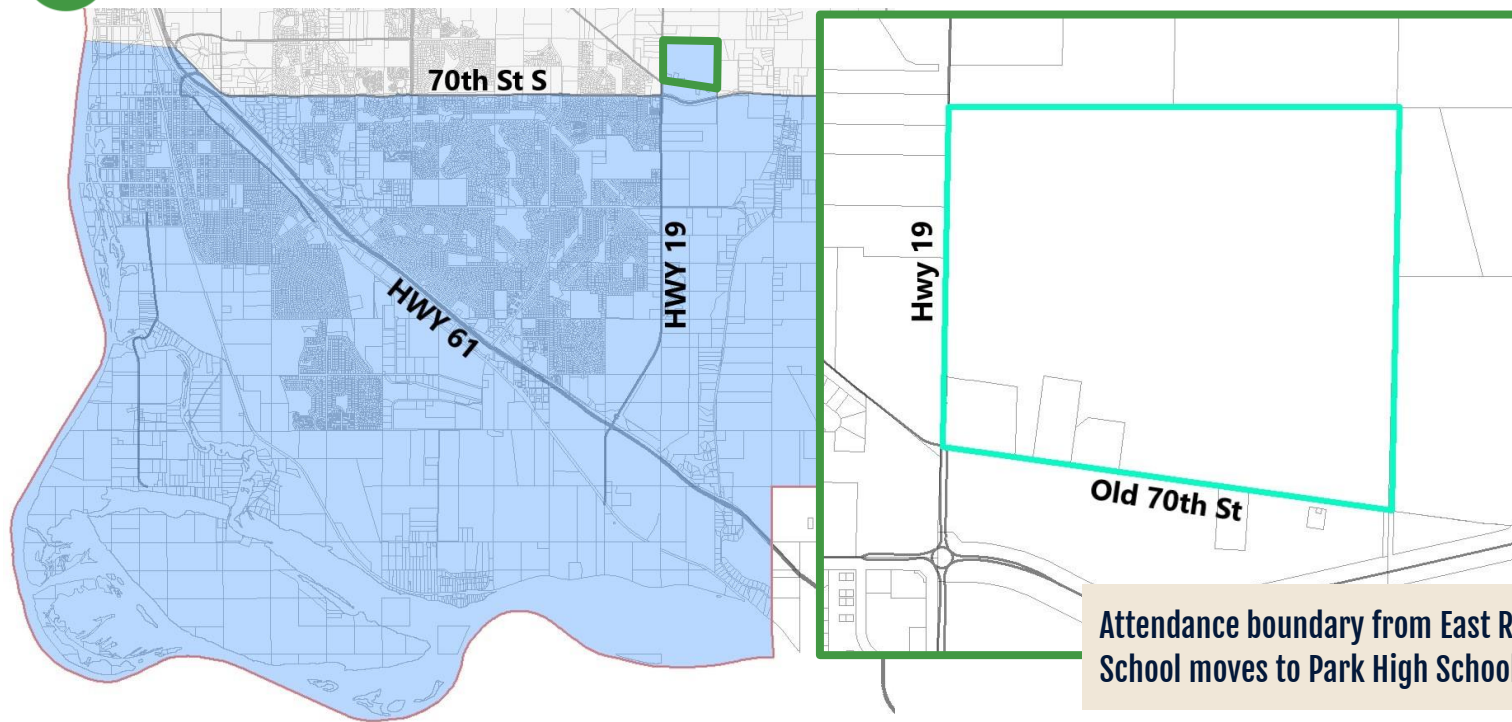 70th St S
HWY 19
HWY 61
Hwy 19
Old 70th St
Attendance boundary from East
School moves to Park High School